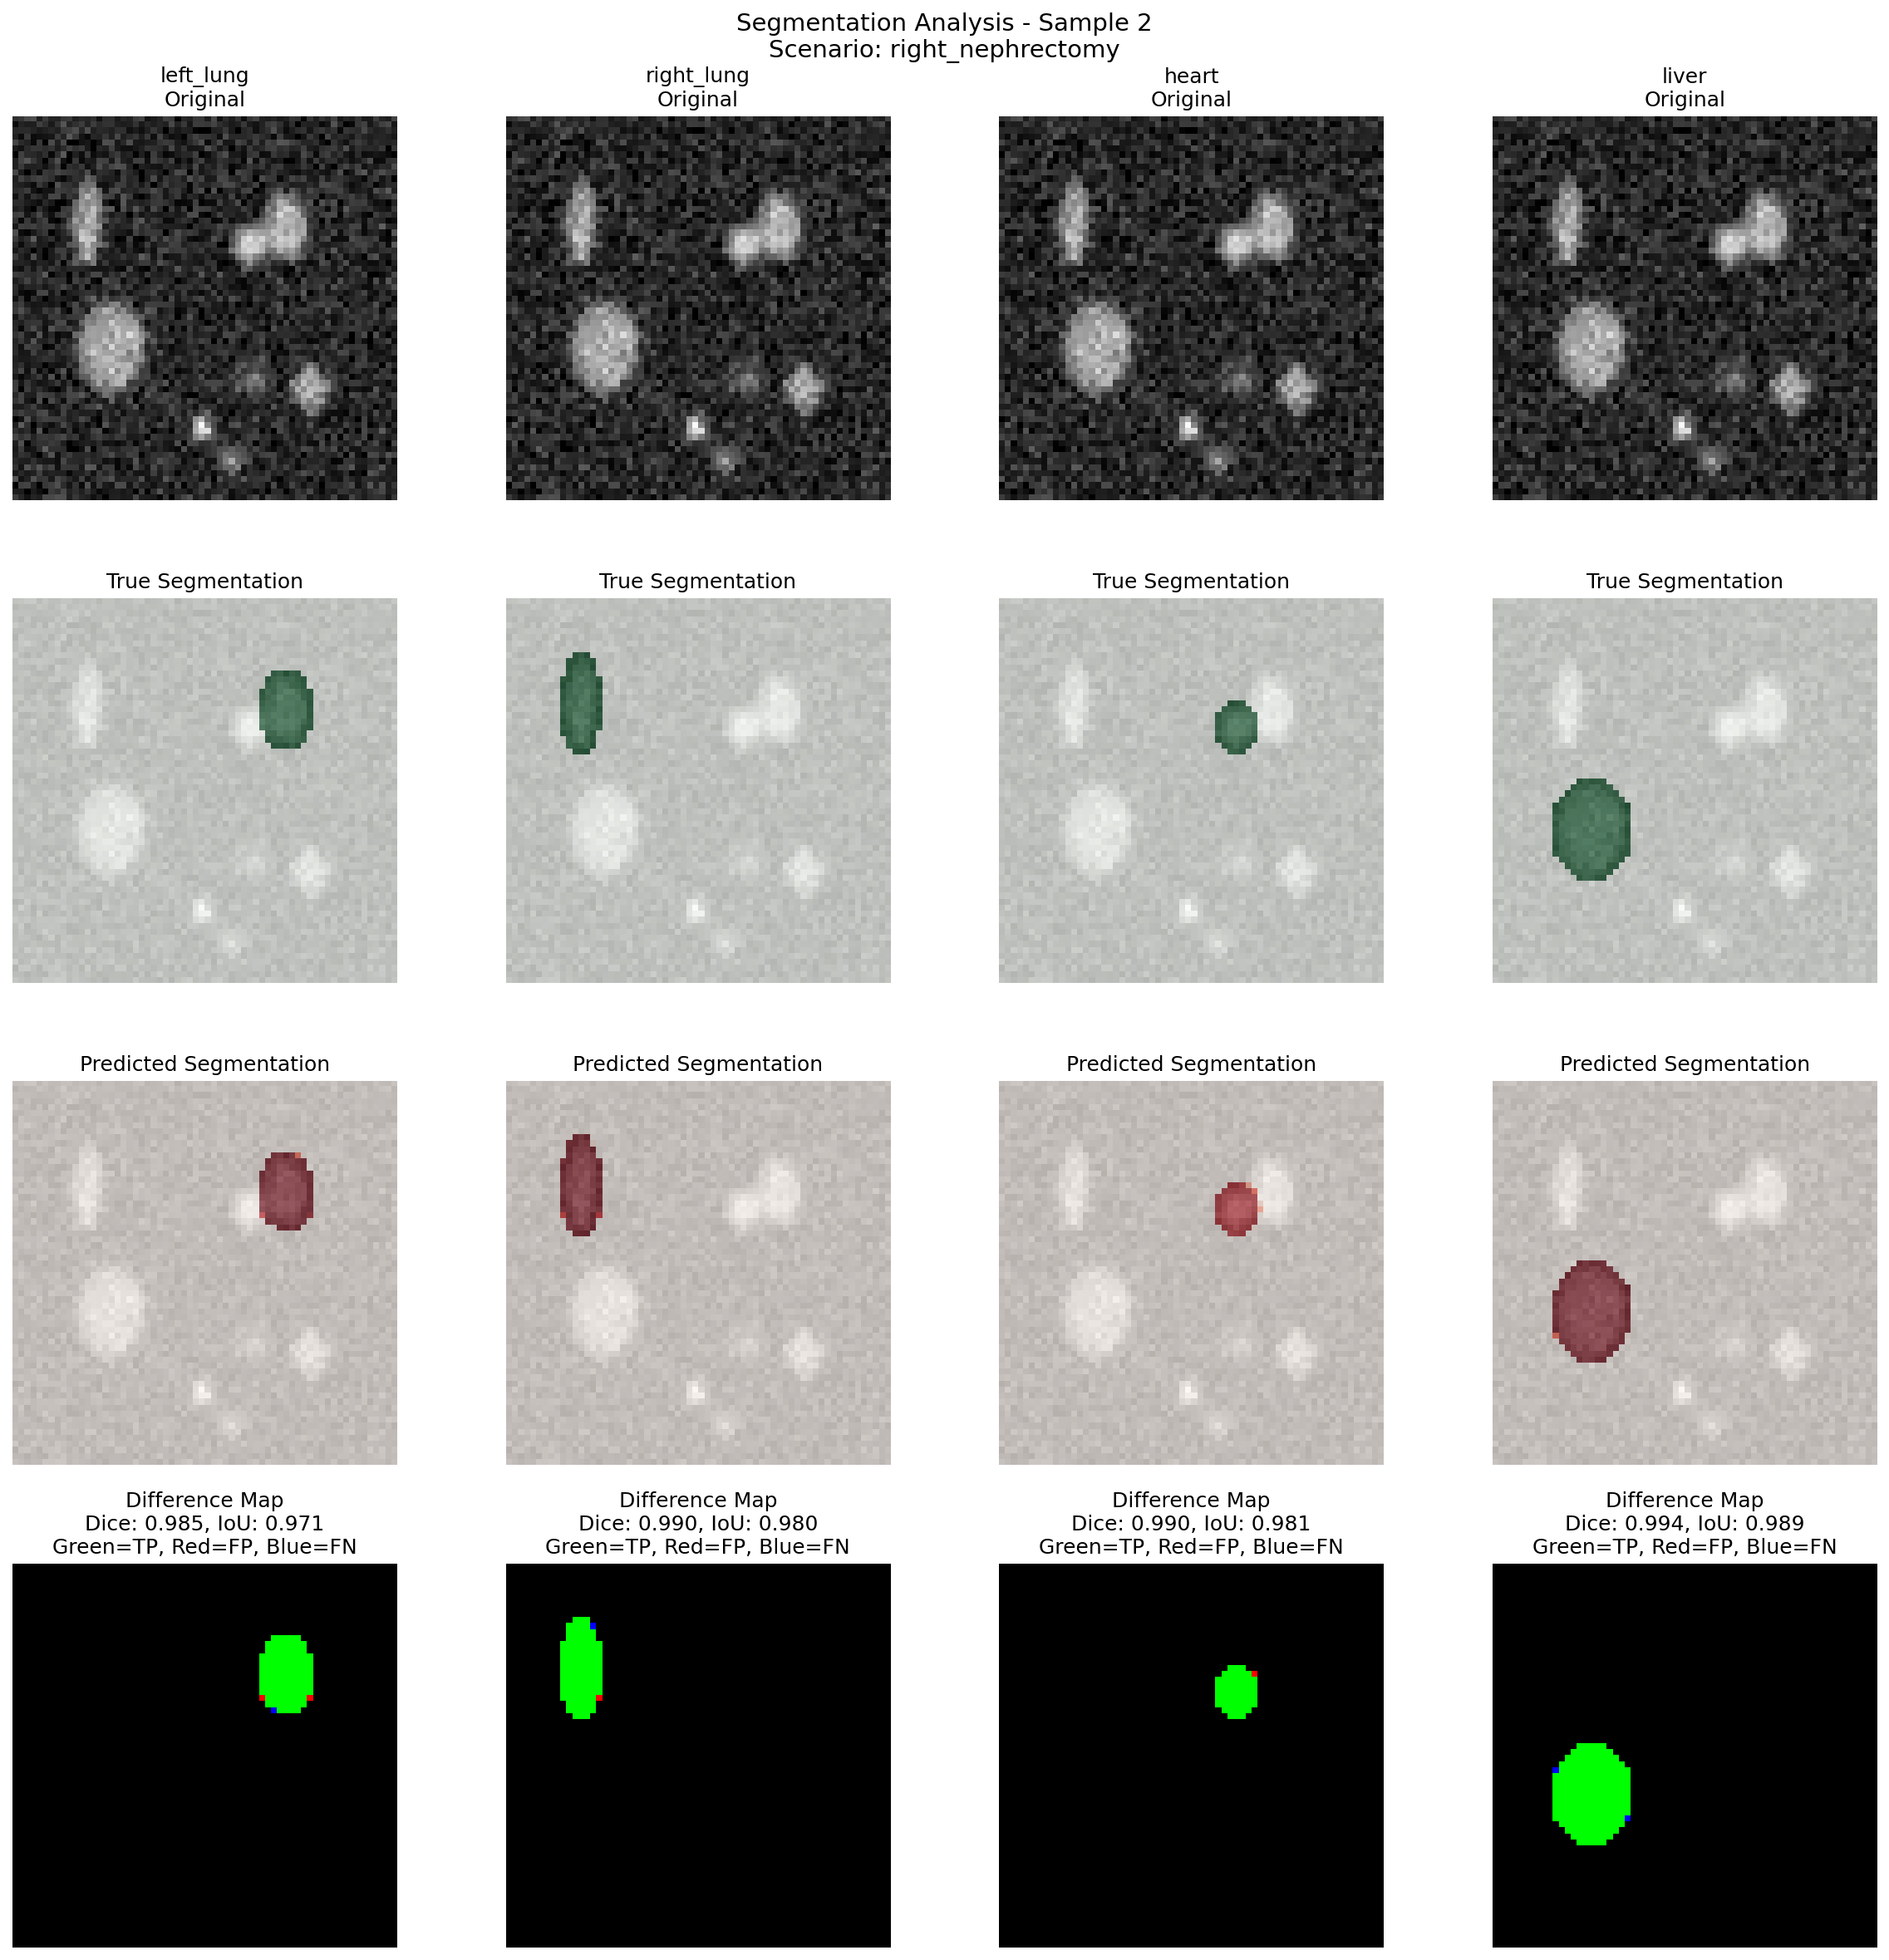 Segmentation Analysis - Sample 2
Scenario: right_nephrectomy
left_lung
Original
right_lung
Original
heart
Original
liver
Original
True Segmentation
True Segmentation
True Segmentation
True Segmentation
Predicted Segmentation
Predicted Segmentation
Predicted Segmentation
Predicted Segmentation
Difference Map
Dice: 0.985, IoU: 0.971
Green=TP, Red=FP, Blue=FN
Difference Map
Dice: 0.990, IoU: 0.980
Green=TP, Red=FP, Blue=FN
Difference Map
Dice: 0.990, IoU: 0.981
Green=TP, Red=FP, Blue=FN
Difference Map
Dice: 0.994, IoU: 0.989
Green=TP, Red=FP, Blue=FN